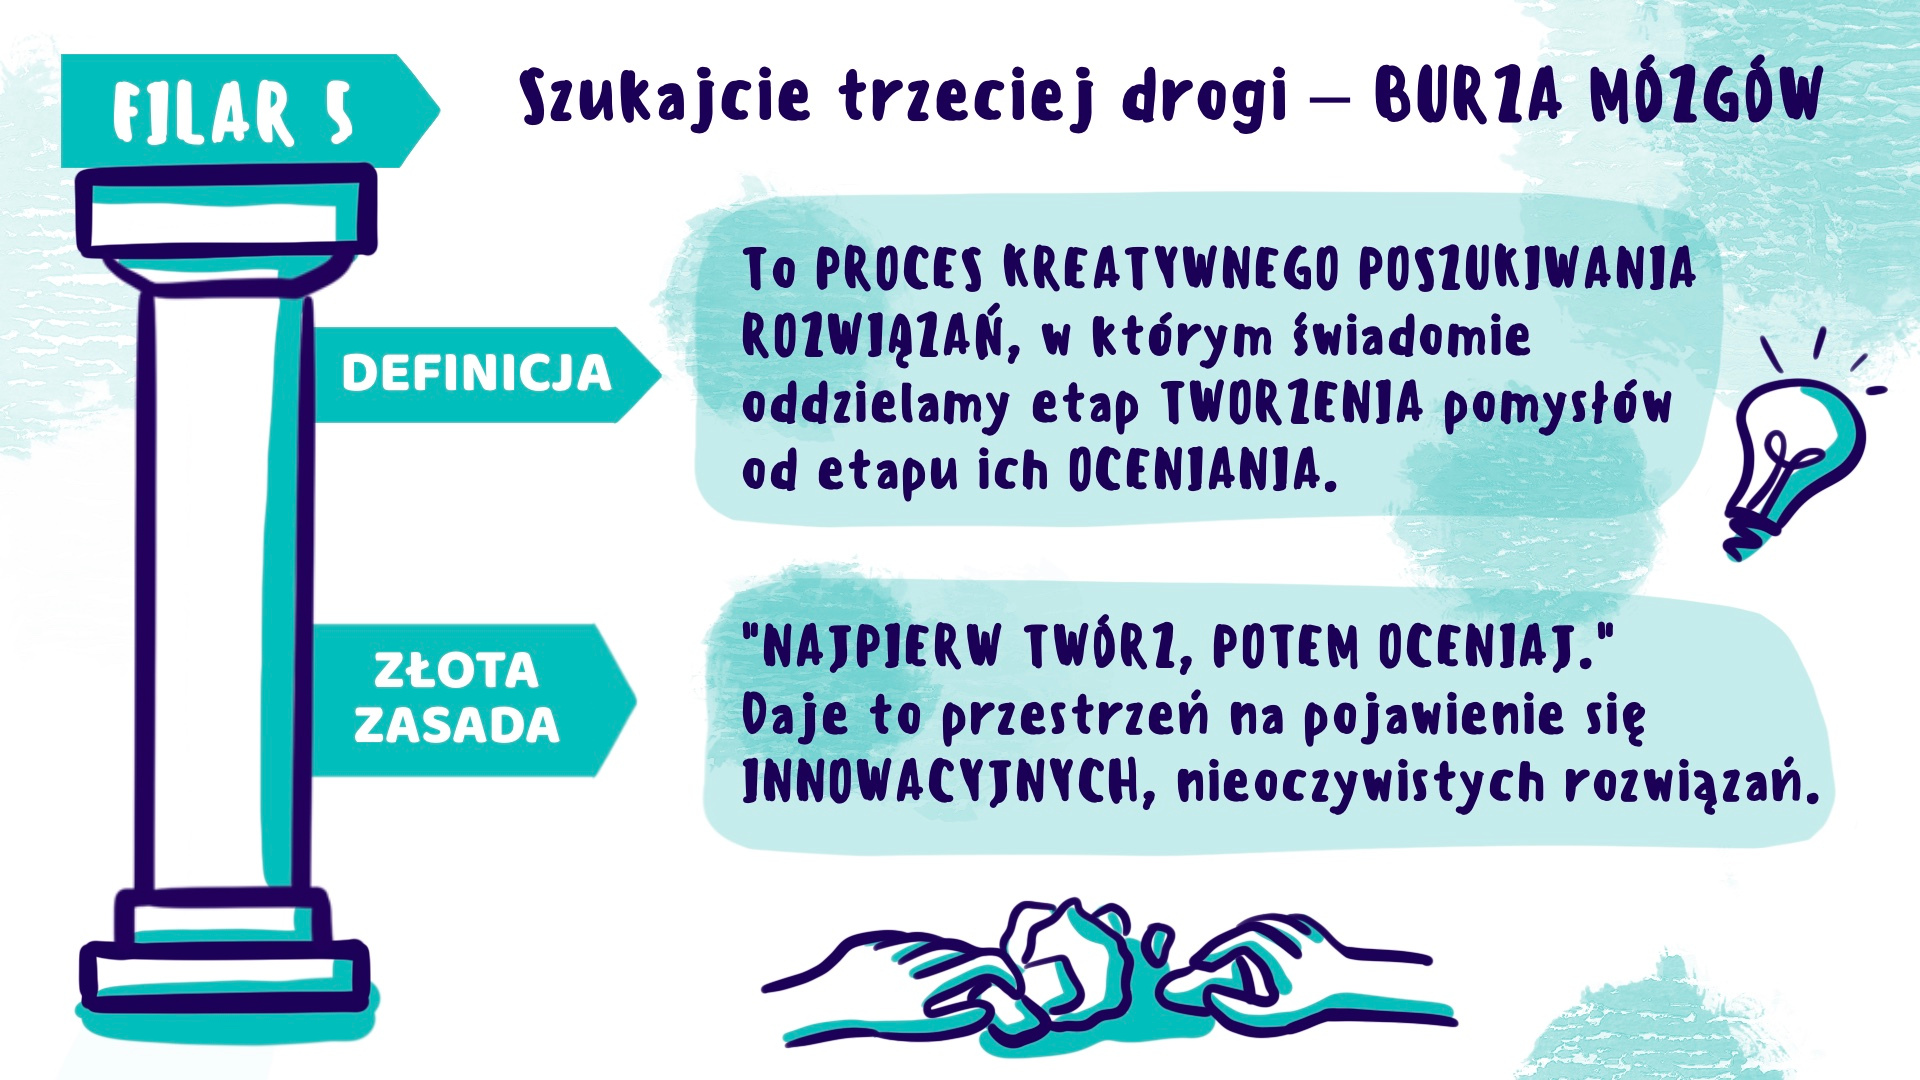 FILAR 5
Szukajcie trzeciej drogi – BURZA MÓZGÓW
DEFINICJA
To PROCES KREATYWNEGO POSZUKIWANIA
ROZWIĄZAŃ, w którym świadomie
oddzielamy etap TWORZENIA pomysłów
od etapu ich OCENIANIA.
ZŁOTA
ZASADA
"NAJPIERW TWÓRZ, POTEM OCENIAJ."
Daje to przestrzeń na pojawienie się
INNOWACYJNYCH, nieoczywistych rozwiązań.